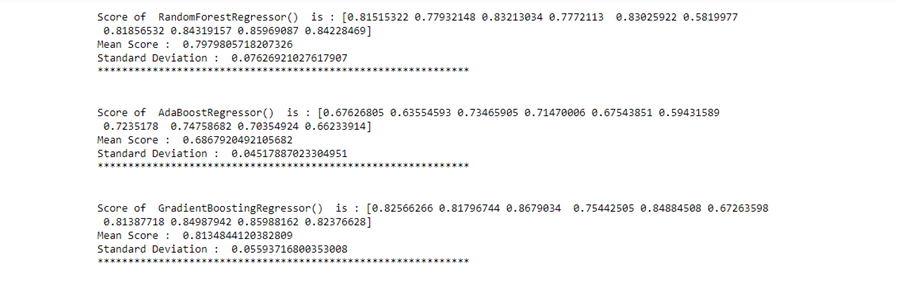 Score of  RandomForestRegressor()  is : [0.81515322 0.77932148 0.83213034 0.7772113  0.83025922 0.5819977
 0.81856532 0.84319157 0.85969087 0.84228469]
Mean Score :  0.7979805718207326
Standard Deviation :  0.07626921027617907
*************************************************************
Score of  AdaBoostRegressor()  is : [0.67626805 0.63554593 0.73465905 0.71470006 0.67543851 0.59431589
 0.7235178  0.74758682 0.70354924 0.66233914]
Mean Score :  0.6867920492105682
Standard Deviation :  0.04517887023304951
*************************************************************
Score of  GradientBoostingRegressor()  is : [0.82566266 0.81796744 0.8679034  0.75442505 0.84884508 0.67263598
 0.81387718 0.84987942 0.85988162 0.82376628]
Mean Score :  0.8134844120382809
Standard Deviation :  0.05593716800353008
*************************************************************